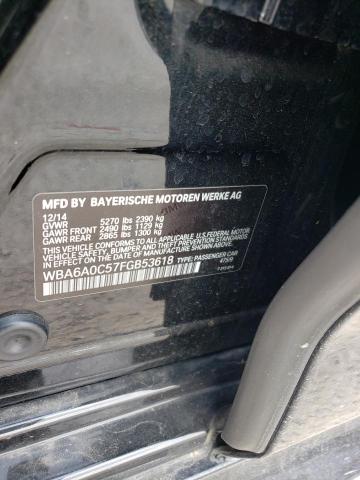 MFD BY BAYERISCHE MOTOREN WERKE AG
12/14
GVWR 5270 lbs 2390 kg
GAWR FRONT 2490 lbs 1129 kg
GAWR REAR 2865 lbs 1300 kg
THIS VEHICLE CONFORMS TO ALL APPLICABLE U.S.FEDERAL MOTOR
VEHICLE SAFETY, BUMPER AND THEFT PREVENTION STANDARDS
IN EFFECT ON THE DATE OF MANUFACTURE SHOWN ABOVE.
WBA6A0C57FGB53618 TYPE: PASSENGER CAR
475/9